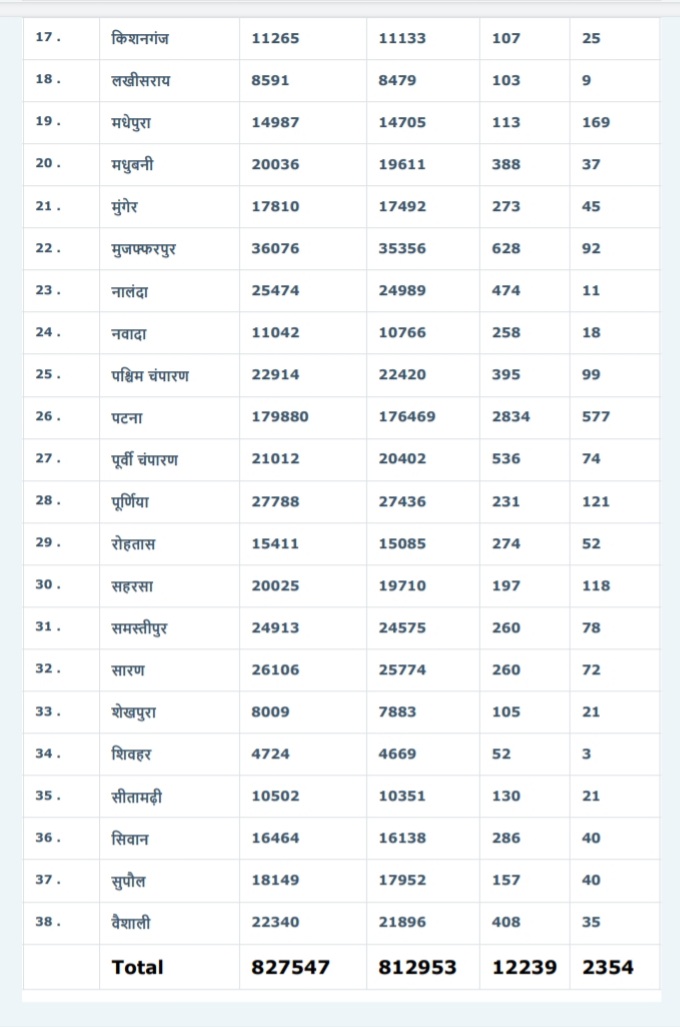 17 . किशनगंज 11265 11133 107 25
18 . लखीसराय 8591 8479 103 9
19 . मधेपुरा 14987 14705 113 169
20 . मधुबनी 20036 19611 388 37
21 . मुंगेर 17810 17492 273 45
22 . मुजफ्फरपुर 36076 35356 628 92
23 . नालंदा 25474 24989 474 11
24 . नवादा 11042 10766 258 18
25 . पश्चिम चंपारण 22914 22420 395 99
26 . पटना 179880 176469 2834 577
27 . पूर्वी चंपारण 21012 20402 536 74
28 . पूर्णिया 27788 27436 231 121
29 . रोहतास 15411 15085 274 52
30 . सहरसा 20025 19710 197 118
31 . समस्तीपुर 24913 24575 260 78
32 . सारण 26106 25774 260 72
33 . शेखपुरा 8009 7883 105 21
34 . शिवहर 4724 4669 52 3
35 . सीतामढ़ी 10502 10351 130 21
36 . सिवान 16464 16138 286 40
37 . सुपौल 18149 17952 157 40
38 . वैशाली 22340 21896 408 35
Total 827547 812953 12239 2354